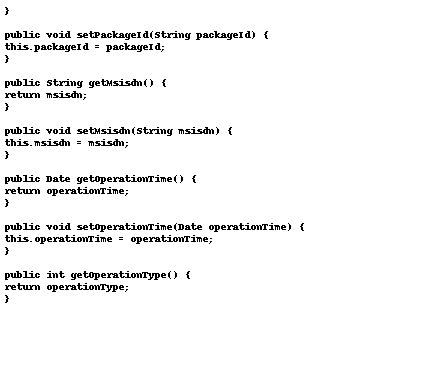 }
public void setPackageId(String packageId) {
this.packageId = packageId;
}
public String getMsisdn() {
return msisdn;
}
public void setMsisdn(String msisdn) {
this.msisdn = msisdn;
}
public Date getOperationTime() {
return operationTime;
}
public void setOperationTime(Date operationTime) {
this.operationTime = operationTime;
}
public int getOperationType() {
return operationType;
}